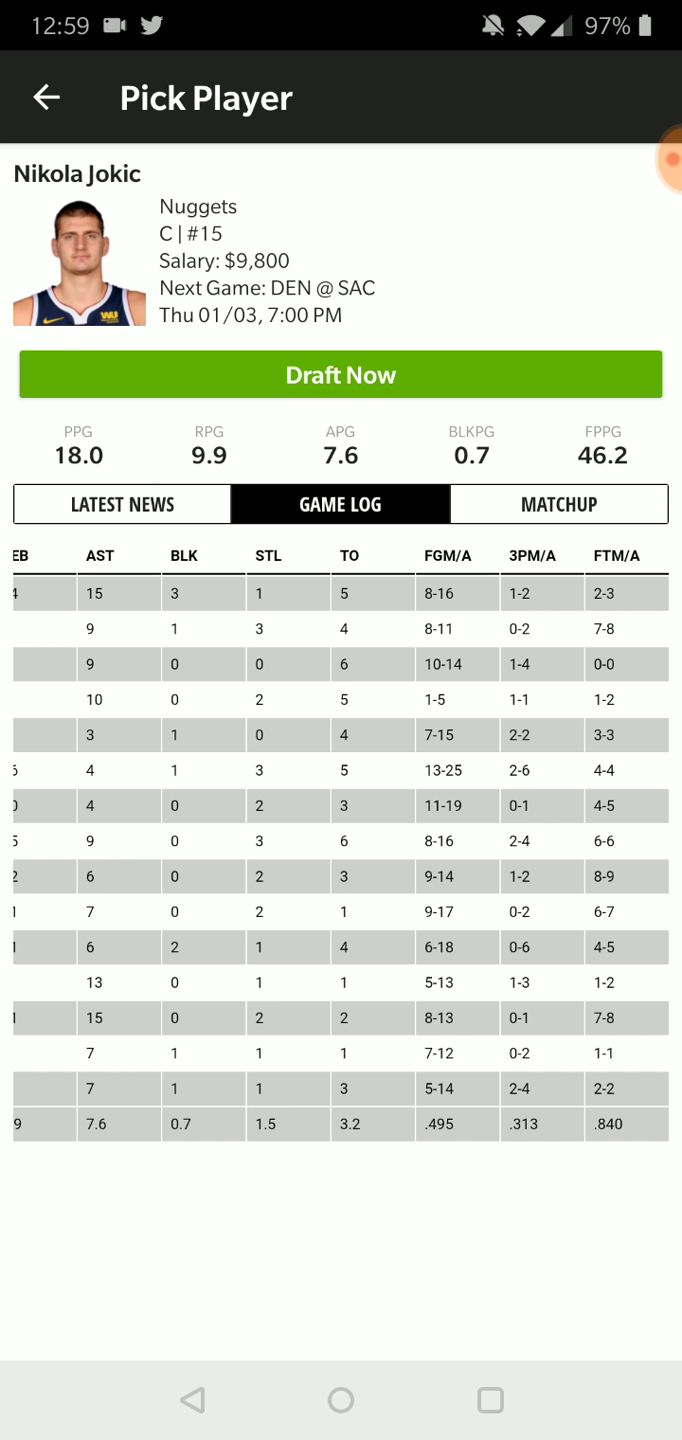 12:59 97%
Pick Player
Nikola Jokic
Nuggets
C | #15
Salary: $9,800
Next Game: DEN @ SAC
Thu 01/03, 7:00 PM
WU
Draft Now
PPG RPG APG BLKPG FPPG
18.0 9.9 7.6 0.7 46.2
LATEST NEWS GAME LOG MATCHUP
EB AST BLK STL TO FGM/A 3PM/A FTM/A
4 15 3 1 5 8-16 1-2 2-3
9 1 3 4 8-11 0-2 7-8
9 0 0 6 10-14 1-4 0-0
10 0 2 5 1-5 1-1 1-2
3 1 0 4 7-15 2-2 3-3
6 4 1 3 5 13-25 2-6 4-4
0 4 0 2 3 11-19 0-1 4-5
5 9 0 3 6 8-16 2-4 6-6
2 6 0 2 3 9-14 1-2 8-9
1 7 0 2 1 9-17 0-2 6-7
1 6 2 1 4 6-18 0-6 4-5
13 0 1 1 5-13 1-3 1-2
1 15 0 2 2 8-13 0-1 7-8
7 1 1 1 7-12 0-2 1-1
7 1 1 3 5-14 2-4 2-2
9 7.6 0.7 1.5 3.2 .495 .313 .840